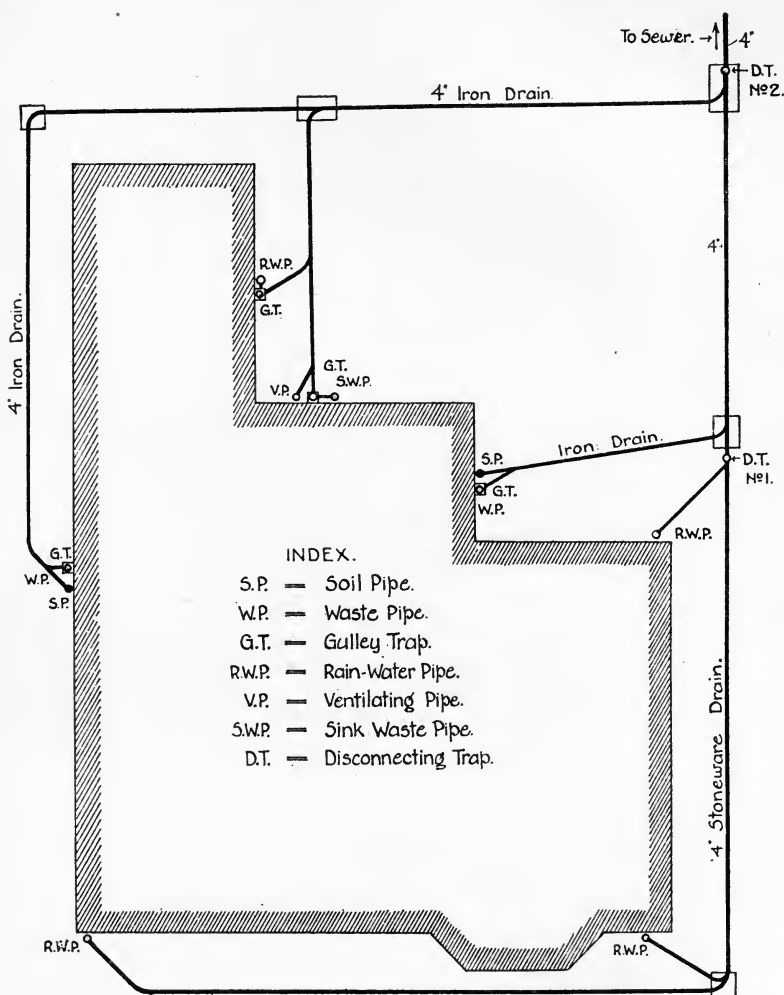 To Sewer.
4"
D.T.
Nº2.
4" Iron Drain.
4"
R.W.P.
G.T.
4" Iron Drain.
G.T.
V.P.
S.W.P.
S.P.
Iron: Drain.
G.T.
W.P.
D.T.
Nº1.
R.W.P.
G.T.
W.P.
S.P.
INDEX.
S.P. = Soil Pipe.
W.P. = Waste Pipe.
G.T. = Gulley Trap.
R.W.P. = Rain-Water Pipe.
V.P. = Ventilating Pipe.
S.W.P. = Sink Waste Pipe.
D.T. = Disconnecting Trap.
4" Stoneware Drain.
R.W.P.
R.W.P.